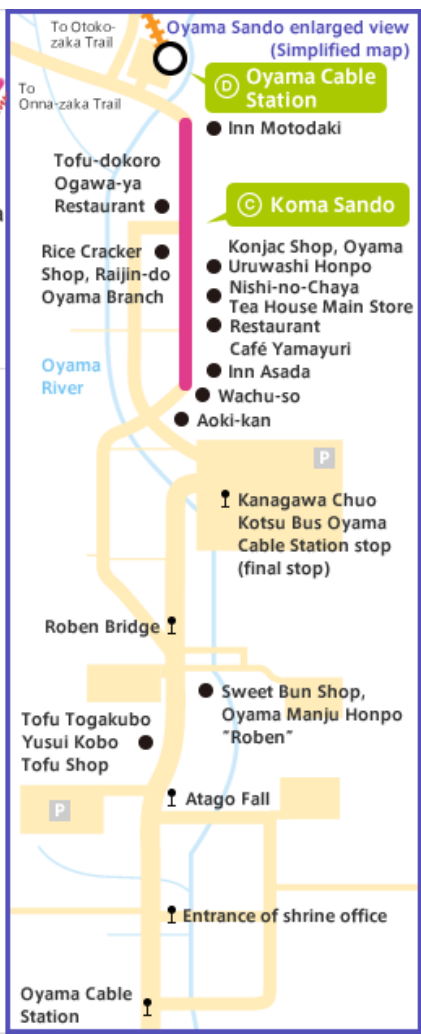 Oyama Sando enlarged view
(Simplified map)
To Otoko-
zaka Trail
To
Onna-zaka Trail
D Oyama Cable
Station
Inn Motodaki
Tofu-dokoro
Ogawa-ya
Restaurant
C Koma Sando
Rice Cracker
Shop, Raijin-do
Oyama Branch
Konjac Shop, Oyama
Uruwashi Honpo
Nishi-no-Chaya
Tea House Main Store
Restaurant
Café Yamayuri
Oyama
River
Inn Asada
Wachu-so
Aoki-kan
P
Kanagawa Chuo
Kotsu Bus Oyama
Cable Station stop
(final stop)
Roben Bridge
Sweet Bun Shop,
Oyama Manju Honpo
"Roben"
Tofu Togakubo
Yusui Kobo
Tofu Shop
Atago Fall
P
Entrance of shrine office
Oyama Cable
Station